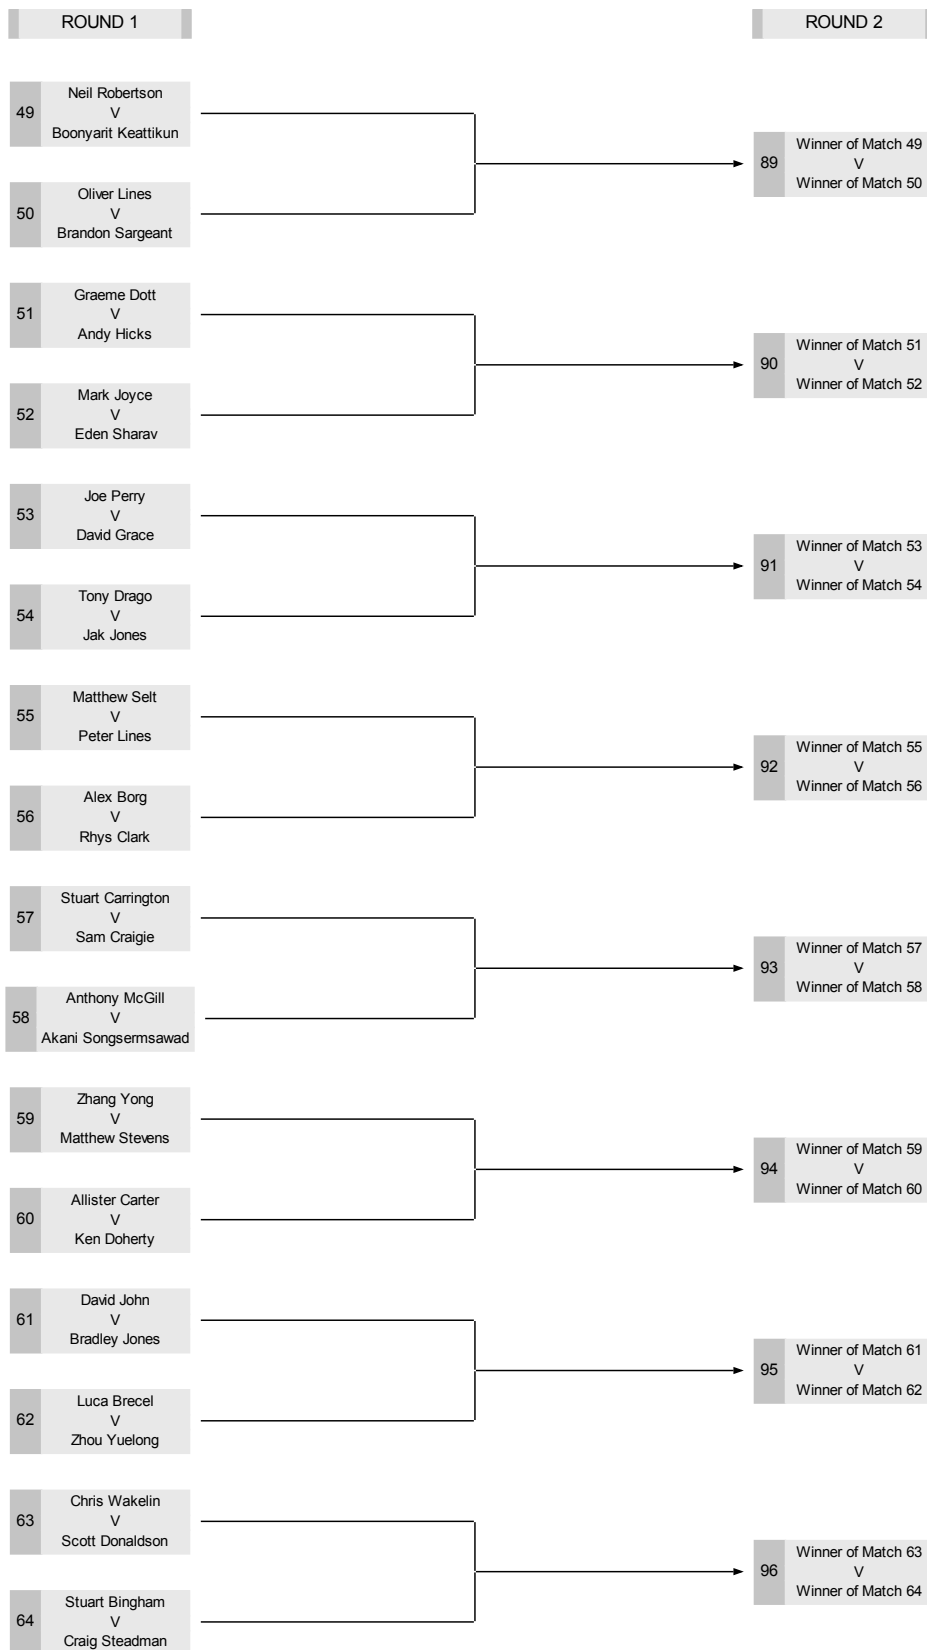 ROUND 1
ROUND 2
49
Neil Robertson
V
Boonyarit Keattikun
50
Oliver Lines
V
Brandon Sargeant
89
Winner of Match 49
V
Winner of Match 50
51
Graeme Dott
V
Andy Hicks
52
Mark Joyce
V
Eden Sharav
90
Winner of Match 51
V
Winner of Match 52
53
Joe Perry
V
David Grace
54
Tony Drago
V
Jak Jones
91
Winner of Match 53
V
Winner of Match 54
55
Matthew Selt
V
Peter Lines
56
Alex Borg
V
Rhys Clark
92
Winner of Match 55
V
Winner of Match 56
57
Stuart Carrington
V
Sam Craigie
58
Anthony McGill
V
Akani Songsermsawad
93
Winner of Match 57
V
Winner of Match 58
59
Zhang Yong
V
Matthew Stevens
60
Allister Carter
V
Ken Doherty
94
Winner of Match 59
V
Winner of Match 60
61
David John
V
Bradley Jones
62
Luca Brecel
V
Zhou Yuelong
95
Winner of Match 61
V
Winner of Match 62
63
Chris Wakelin
V
Scott Donaldson
64
Stuart Bingham
V
Craig Steadman
96
Winner of Match 63
V
Winner of Match 64